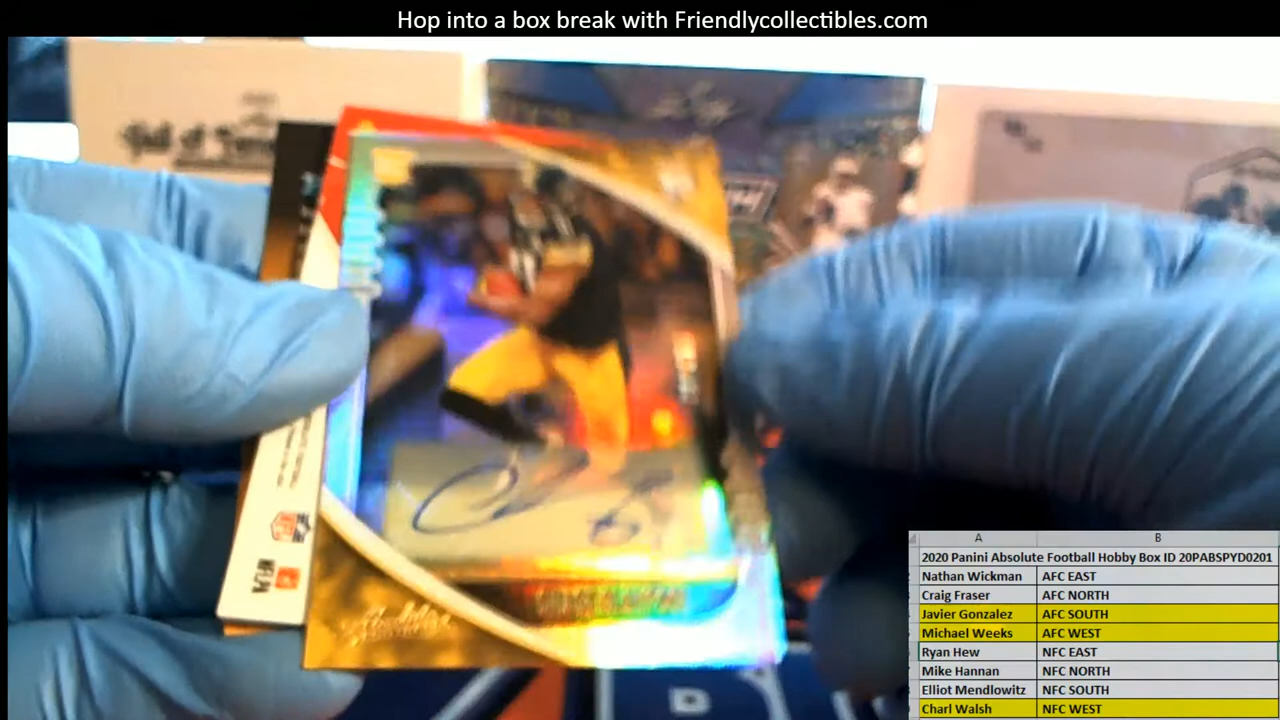 Hop into a box break with Friendlycollectibles.com
Absolute
NFLPA
A B
2020 Panini Absolute Football Hobby Box ID 20PABSPYD0201
Nathan Wickman AFC EAST
Craig Fraser AFC NORTH
Javier Gonzalez AFC SOUTH
Michael Weeks AFC WEST
Ryan Hew NFC EAST
Mike Hannan NFC NORTH
Elliot Mendlowitz NFC SOUTH
Charl Walsh NFC WEST